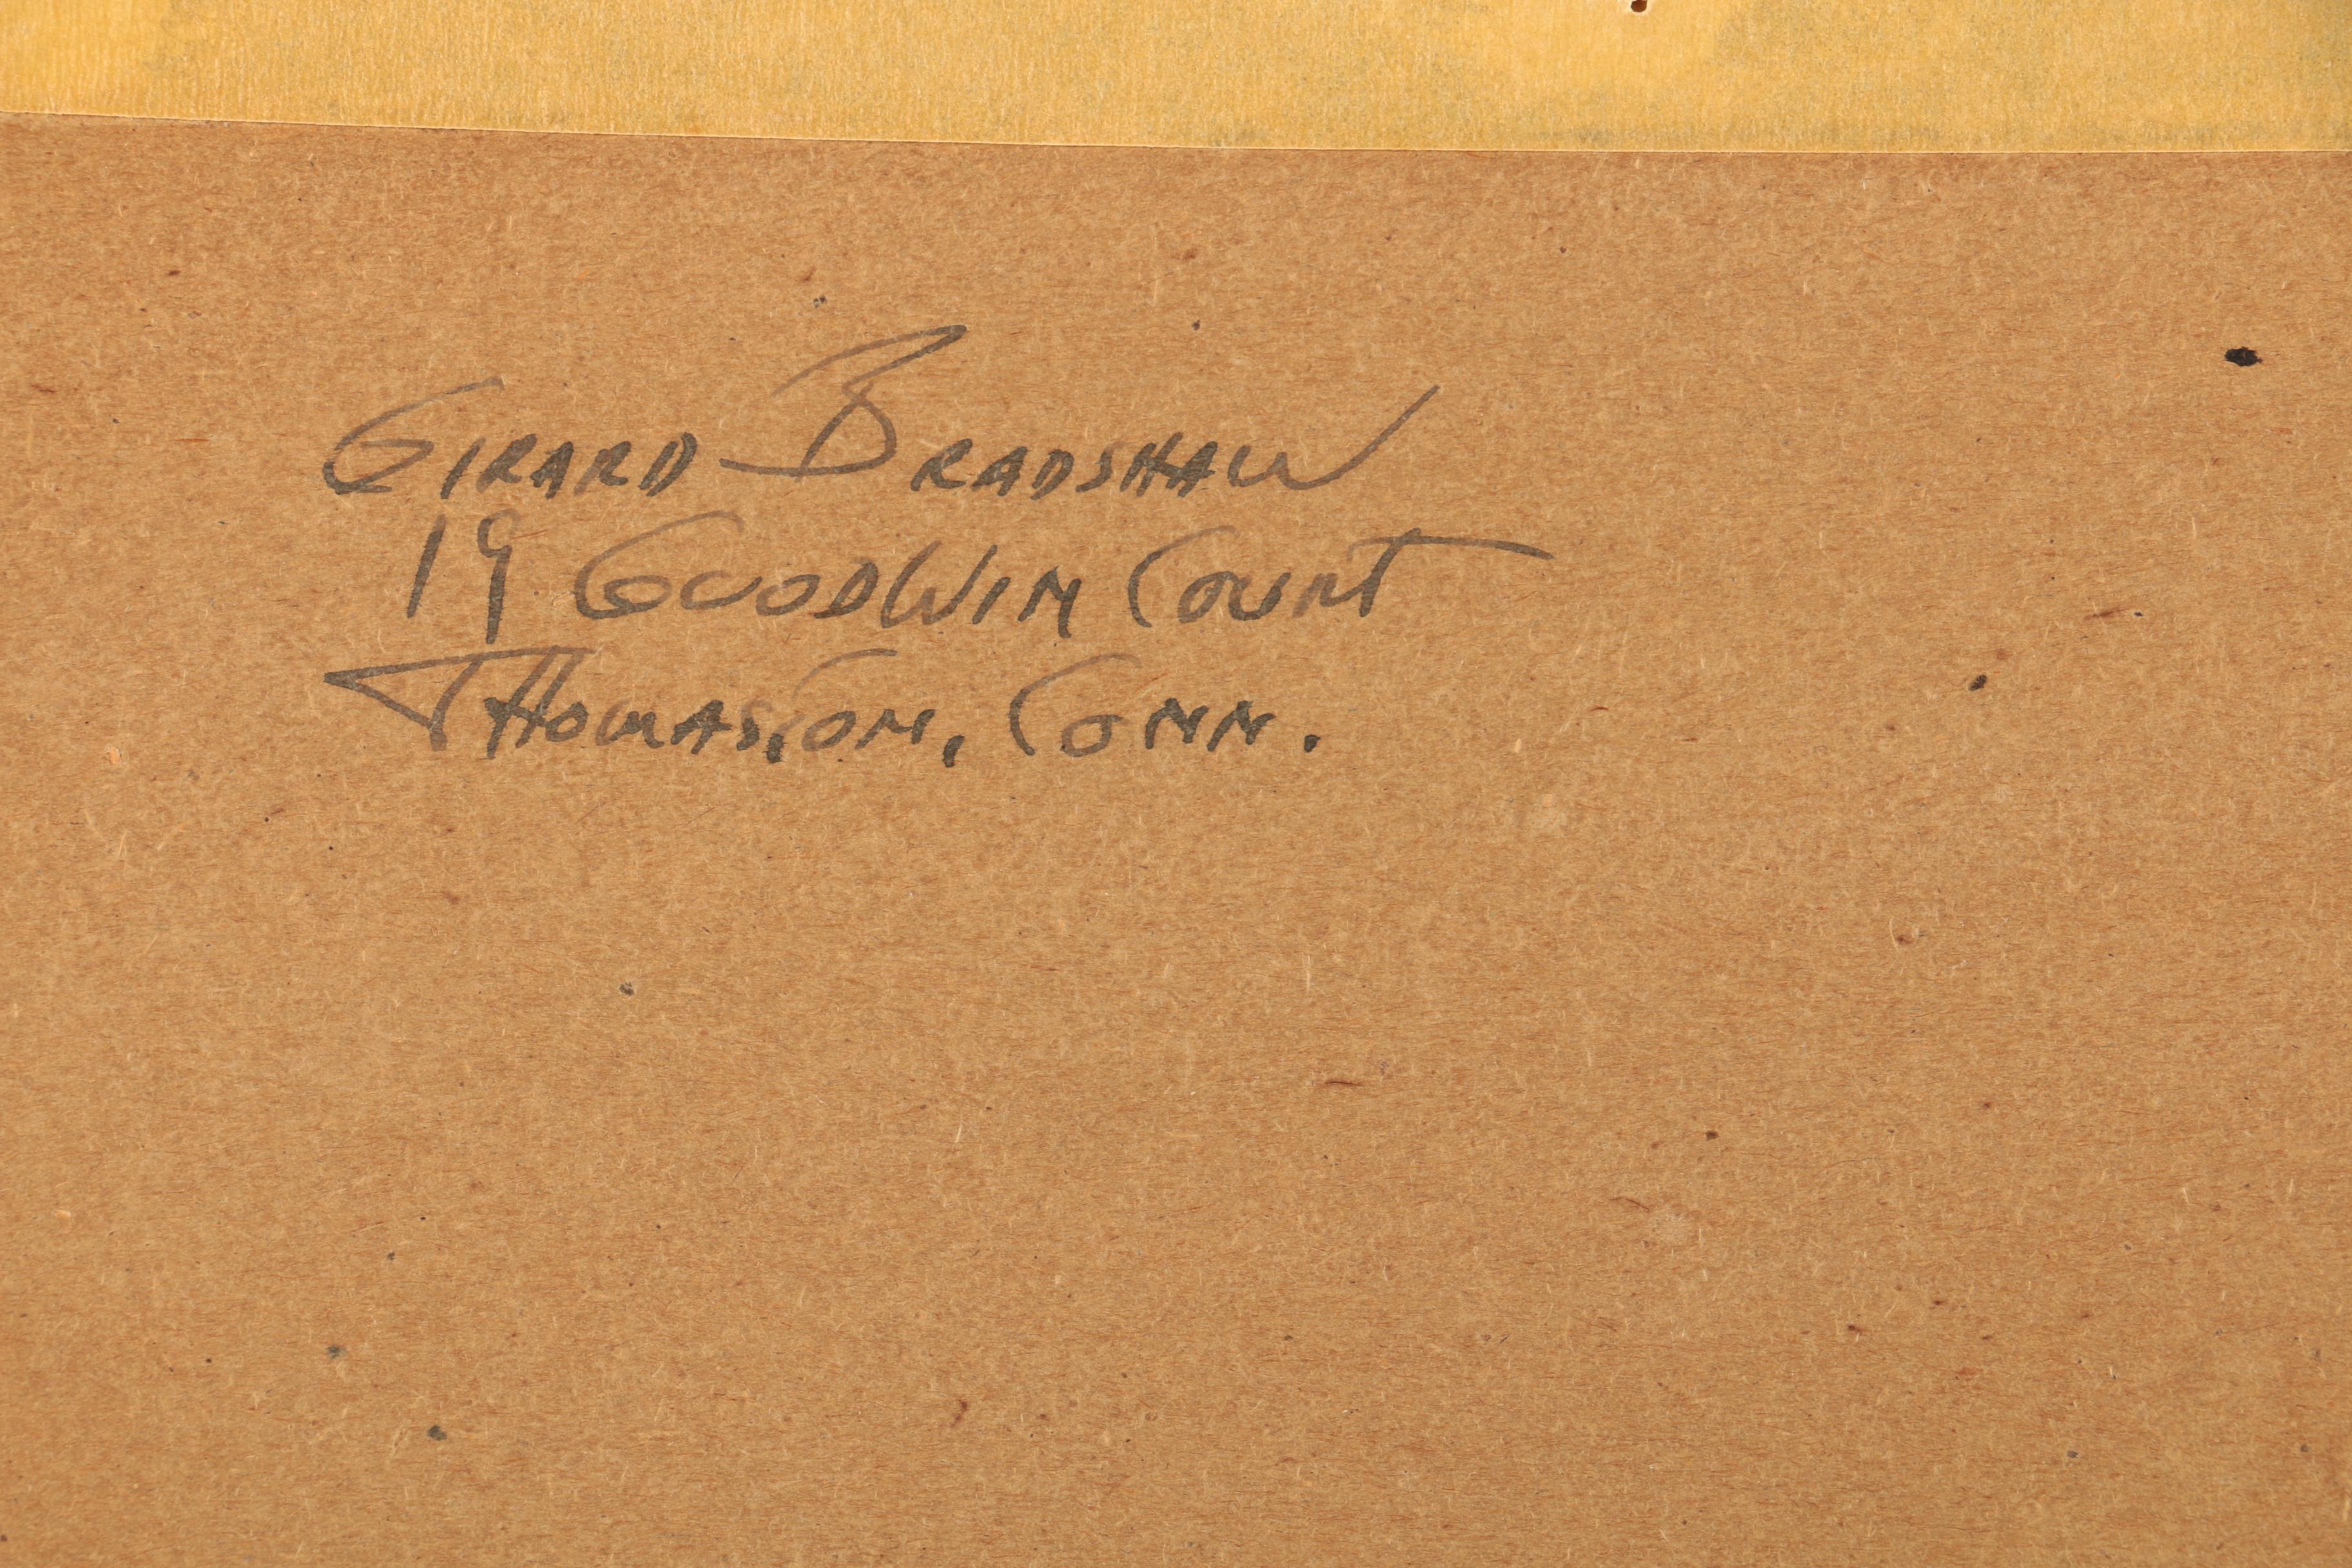 Girard Bradshaw
19 Goodwin Court
Thomaston, Conn.